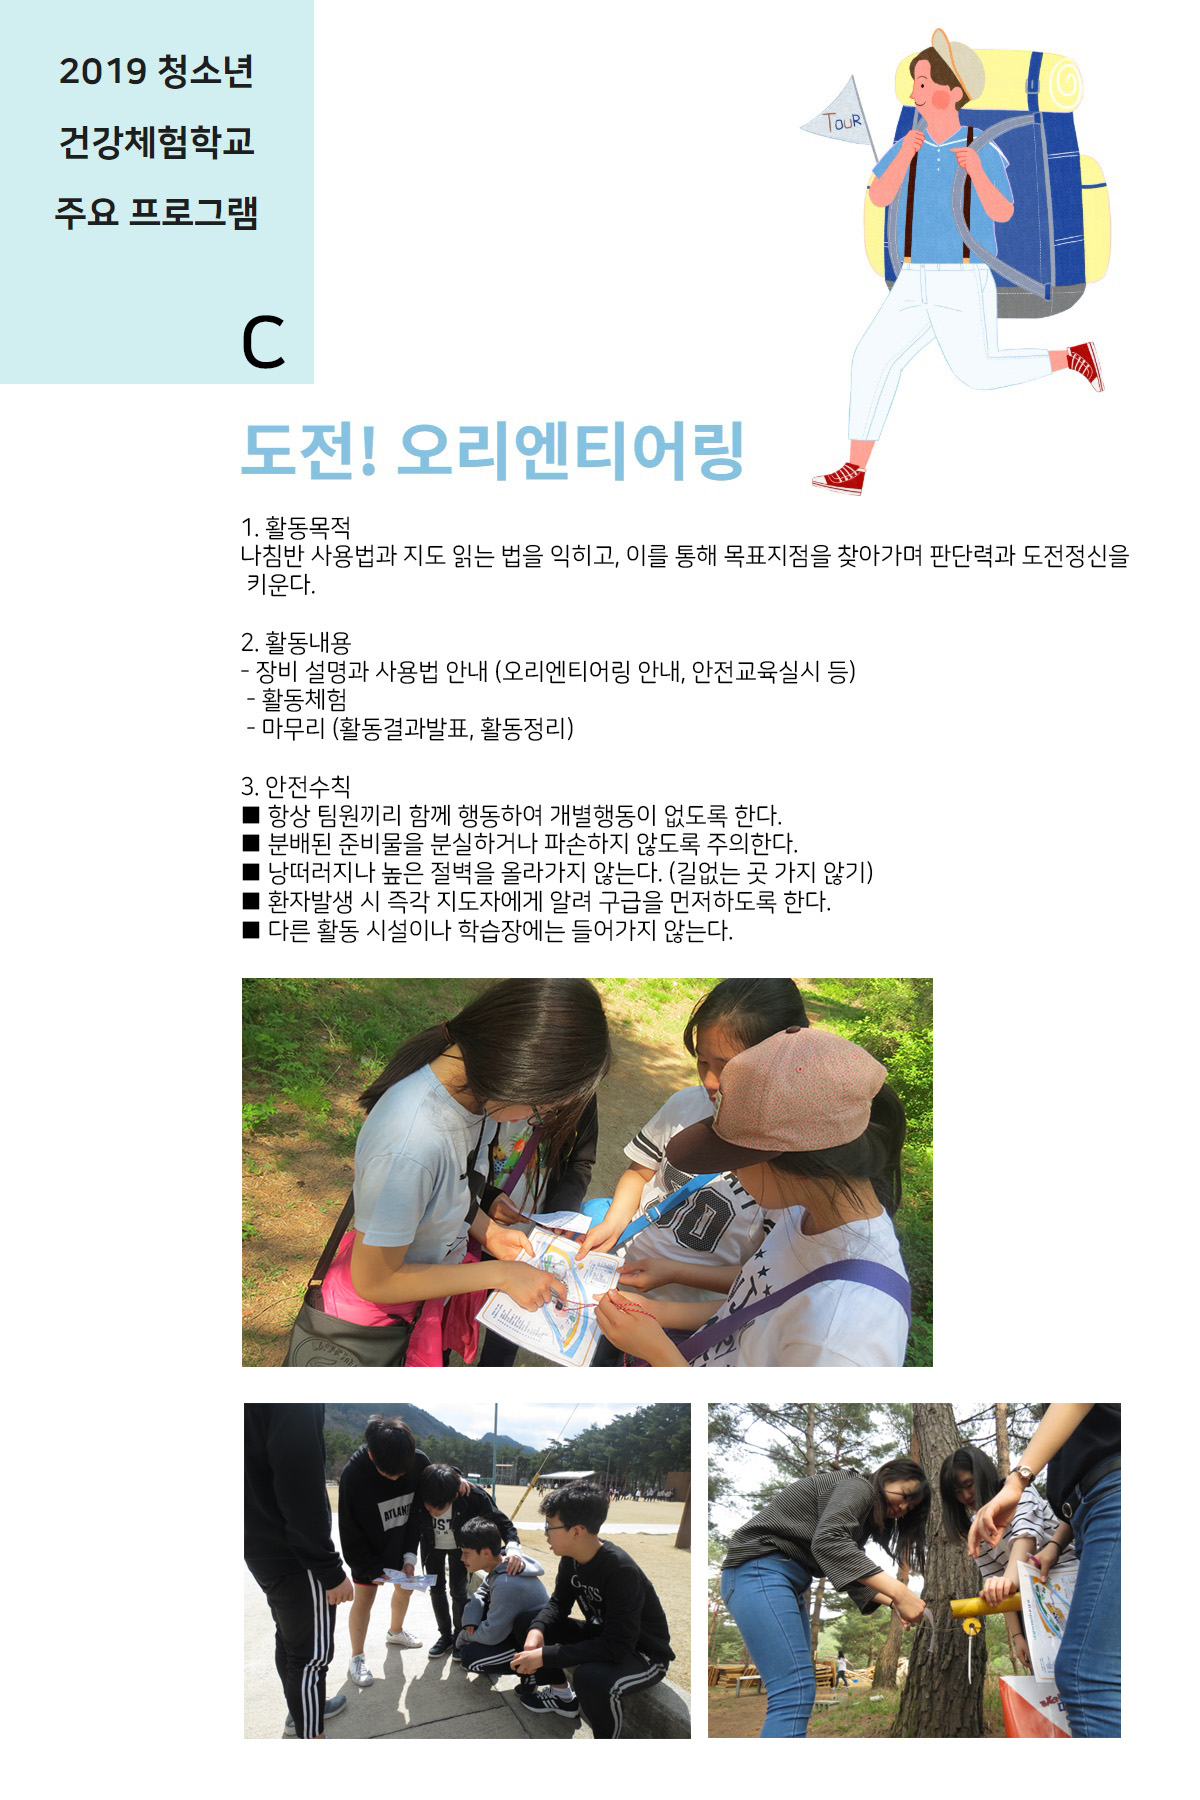 2019 청소년
건강체험학교
주요 프로그램
C
TOUR
도전! 오리엔티어링
1. 활동목적
나침반 사용법과 지도 읽는 법을 익히고, 이를 통해 목표지점을 찾아가며 판단력과 도전정신을
키운다.
2. 활동내용
- 장비 설명과 사용법 안내 (오리엔티어링 안내, 안전교육실시 등)
- 활동체험
- 마무리 (활동결과발표, 활동정리)
3. 안전수칙
■ 항상 팀원끼리 함께 행동하여 개별행동이 없도록 한다.
■ 분배된 준비물을 분실하거나 파손하지 않도록 주의한다.
■ 낭떠러지나 높은 절벽을 올라가지 않는다. (길없는 곳 가지 않기)
■ 환자발생 시 즉각 지도자에게 알려 구급을 먼저하도록 한다.
■ 다른 활동 시설이나 학습장에는 들어가지 않는다.